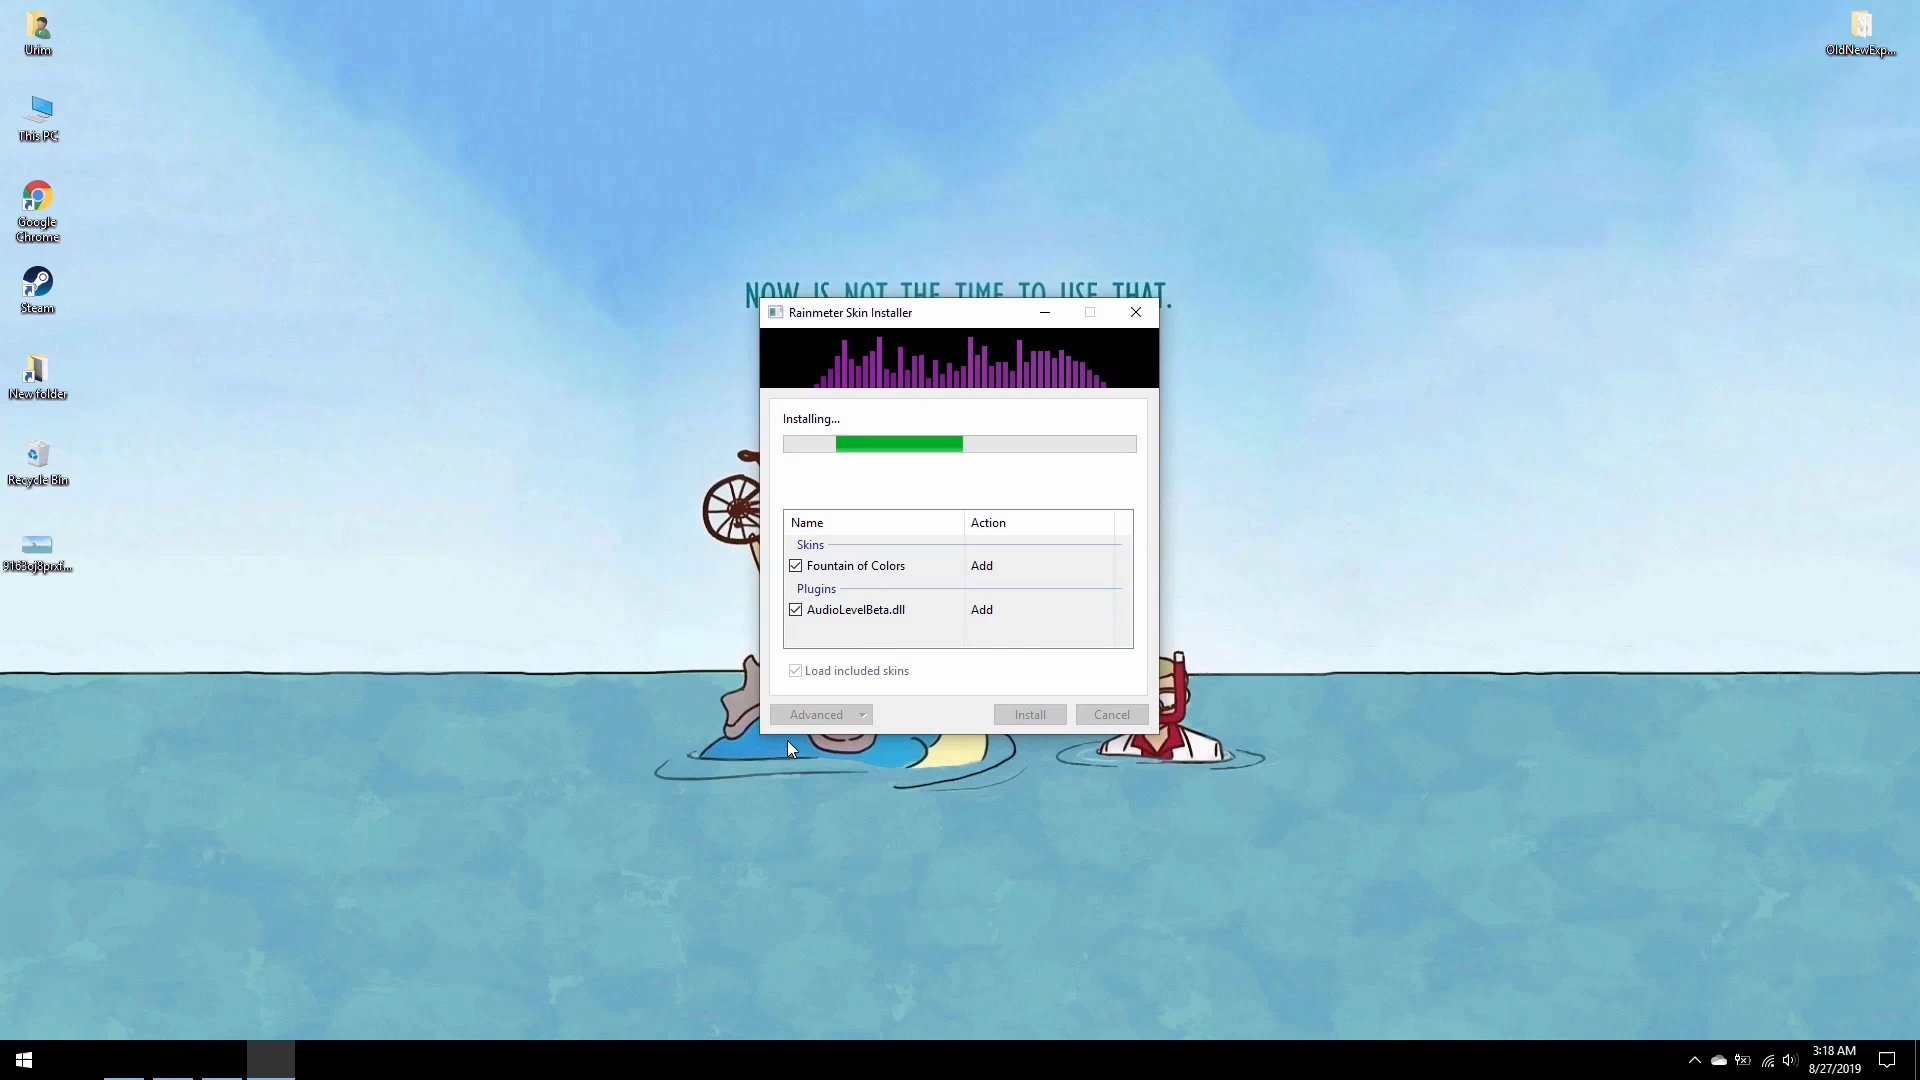 Urim
This PC
Google
Chrome
Steam
New folder
Recycle Bin
9163oj8prxf...
OldNewExp...
NOW IS NOT THE TIME TO USE THAT.
Rainmeter Skin Installer
Installing...
Name Action
Skins
Fountain of Colors Add
Plugins
AudioLevelBeta.dll Add
Load included skins
Advanced Install Cancel
3:18 AM
8/27/2019